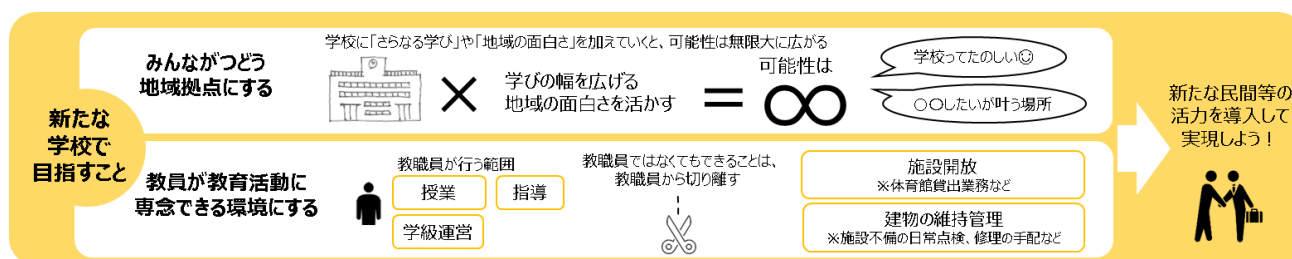 新たな
学校で
目指すこと
みんながつどう
地域拠点にする
学校に「さらなる学び」や「地域の面白さ」を加えていくと、可能性は無限大に広がる
×
学びの幅を広げる
地域の面白さを活かす
=
可能性は
∞
学校ってたのしい☺
○○したいが叶う場所
教員が教育活動に
専念できる環境にする
教職員が行う範囲
授業
指導
学級運営
教職員ではなくてもできることは、
教職員から切り離す
施設開放
※体育館貸出業務など
建物の維持管理
※施設不備の日常点検、修理の手配など
新たな民間等の
活力を導入して
実現しよう！